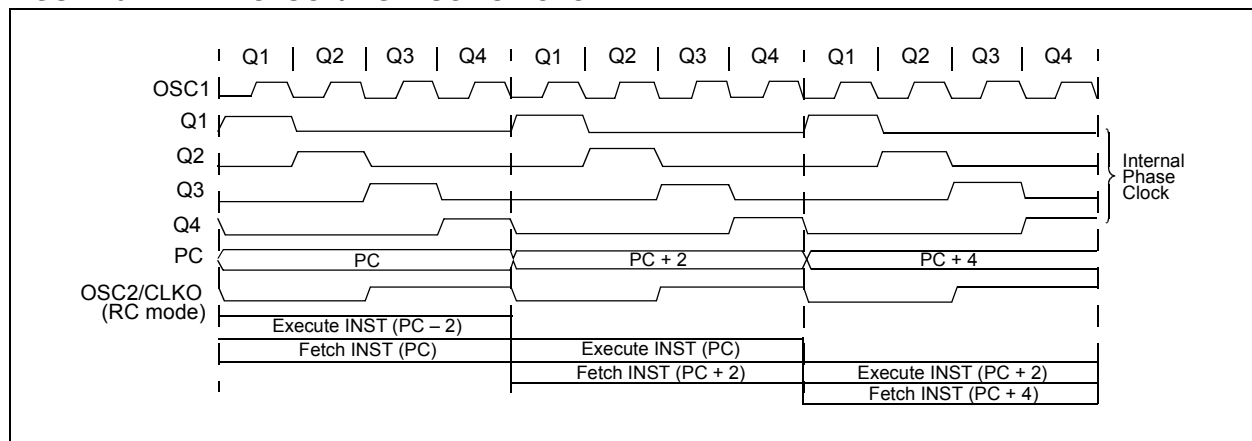 Q1 | Q2 | Q3 | Q4 | Q1 | Q2 | Q3 | Q4 | Q1 | Q2 | Q3 | Q4
OSC1
Q1
Q2
Q3
Q4
Internal
Phase
Clock
PC
PC
PC + 2
PC + 4
OSC2/CLKO
(RC mode)
Execute INST (PC – 2)
Fetch INST (PC)
Execute INST (PC)
Fetch INST (PC + 2)
Execute INST (PC + 2)
Fetch INST (PC + 4)